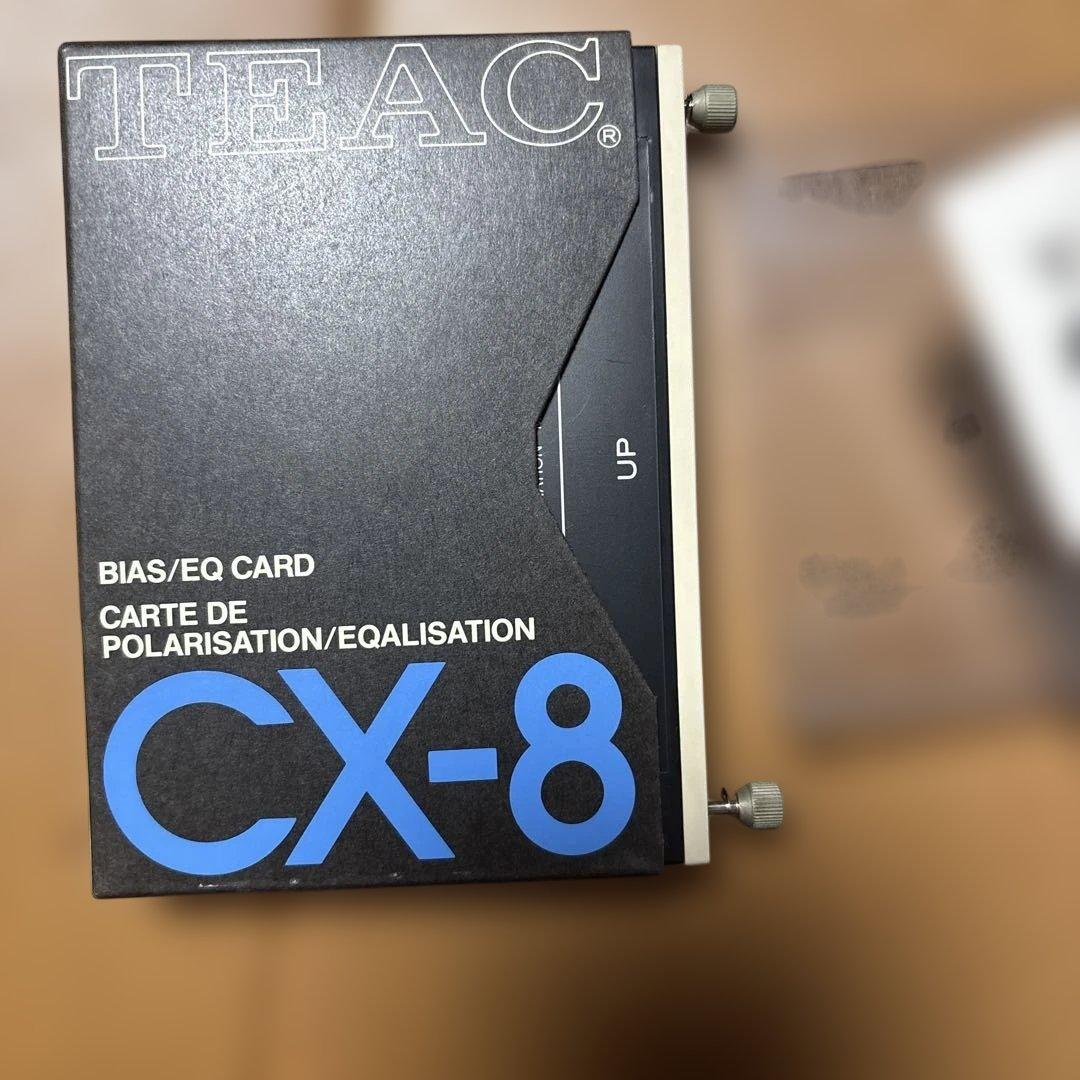 TEAC®
UP
BIAS/EQ CARD
CARTE DE
POLARISATION/EQALISATION
CX-8